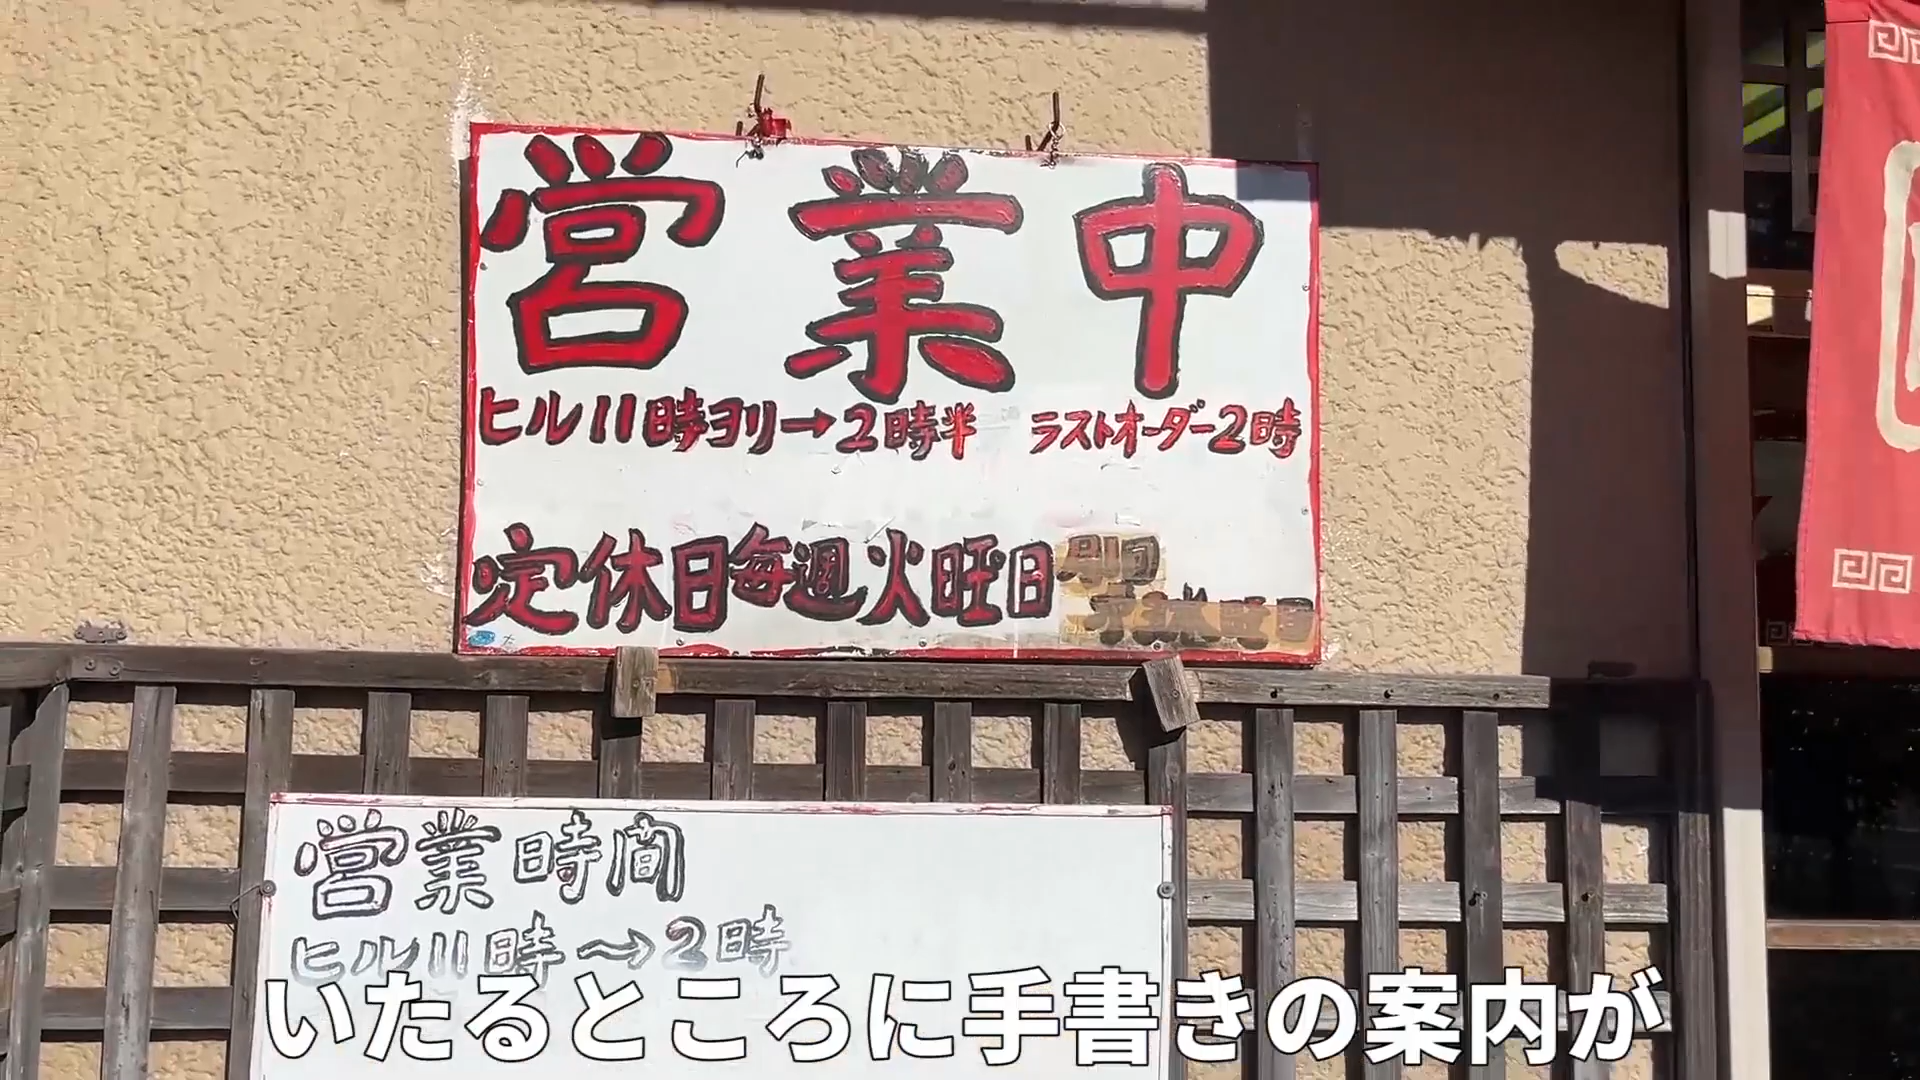 営業中
ヒル11時ヨリ→2時半 ラストオーダー2時
定休日毎週火曜日
営業時間
ヒル11時〜→2時
いたるところに手書きの案内が